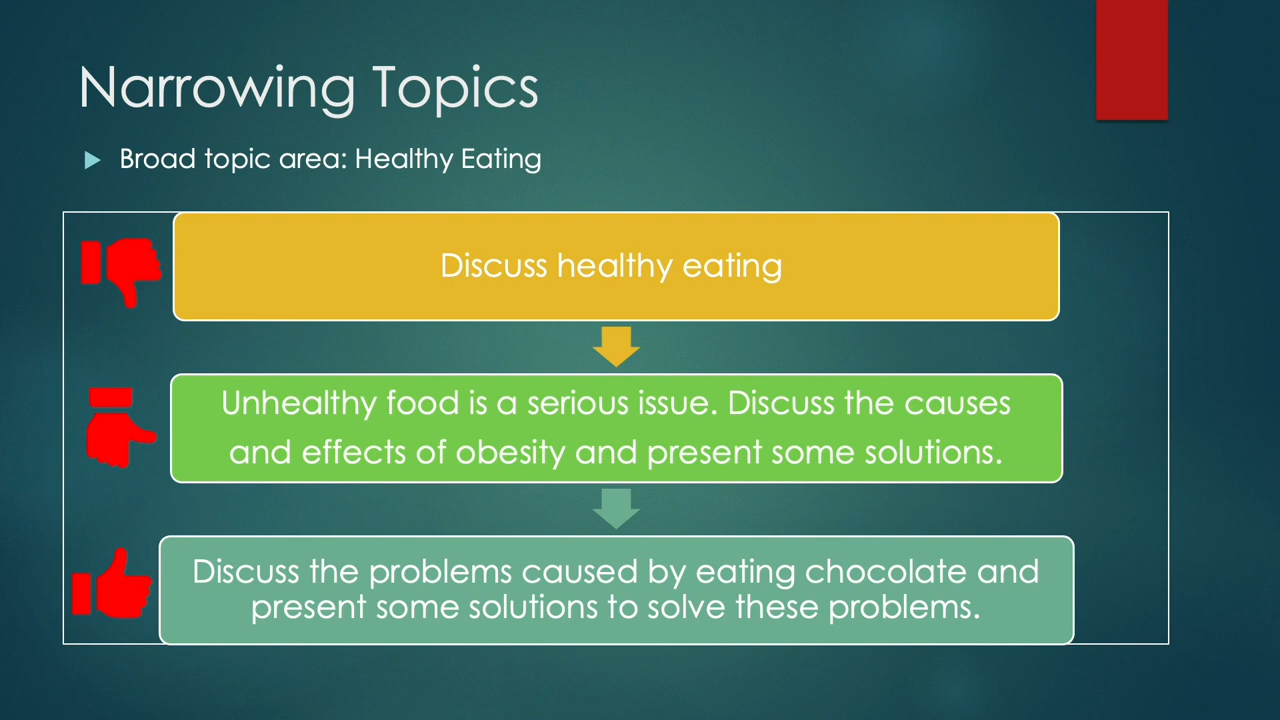 Narrowing Topics
Broad topic area: Healthy Eating
Discuss healthy eating
Unhealthy food is a serious issue. Discuss the causes
and effects of obesity and present some solutions.
Discuss the problems caused by eating chocolate and
present some solutions to solve these problems.